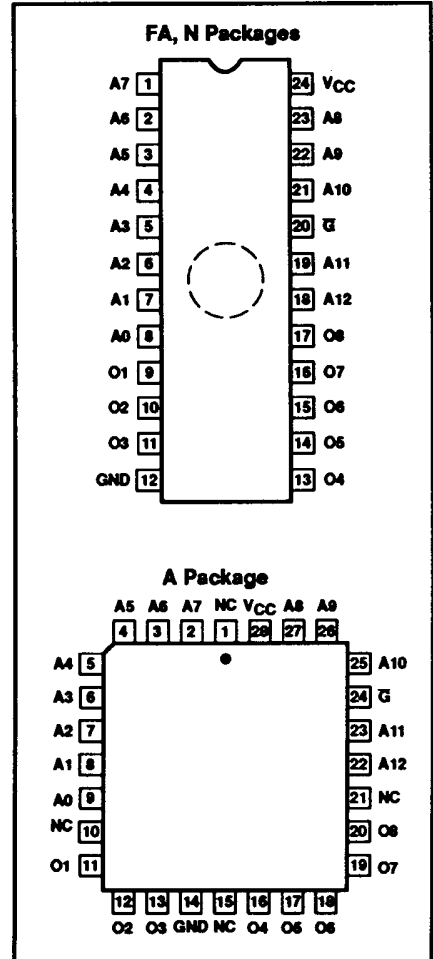 FA, N Packages
A7 1 24 VCC
A6 2 23 A8
A5 3 22 A9
A4 4 21 A10
A3 5 20 G̅
A2 6 19 A11
A1 7 18 A12
A0 8 17 O8
O1 9 16 O7
O2 10 15 O6
O3 11 14 O5
GND 12 13 O4
A Package
A5 A6 A7 NC VCC A8 A9
4 3 2 1 28 27 26
A4 5 25 A10
A3 6 24 G̅
A2 7 23 A11
A1 8 22 A12
A0 9 21 NC
NC 10 20 O8
O1 11 19 O7
12 13 14 15 16 17 18
O2 O3 GND NC O4 O5 O6